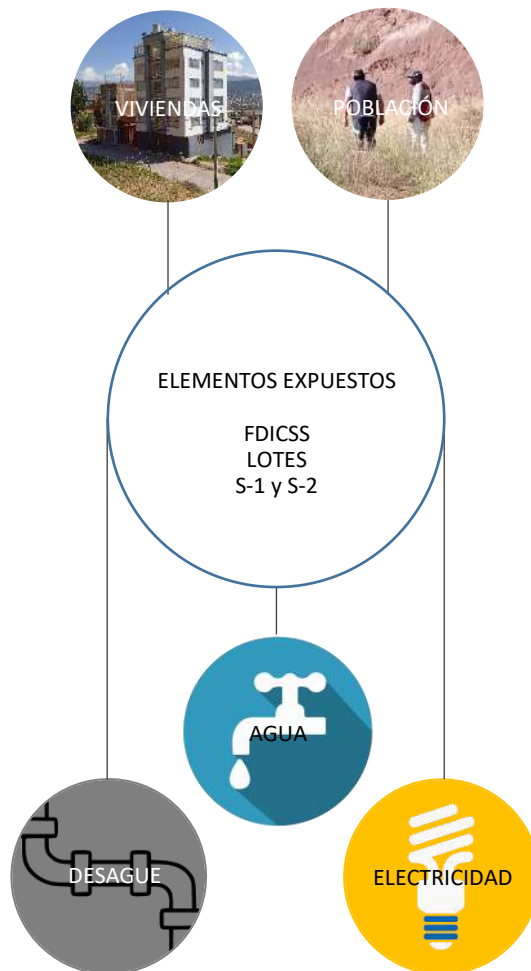 VIVIENDAS
POBLACIÓN
ELEMENTOS EXPUESTOS
FDICSS
LOTES
S-1 y S-2
AGUA
DESAGUE
ELECTRICIDAD